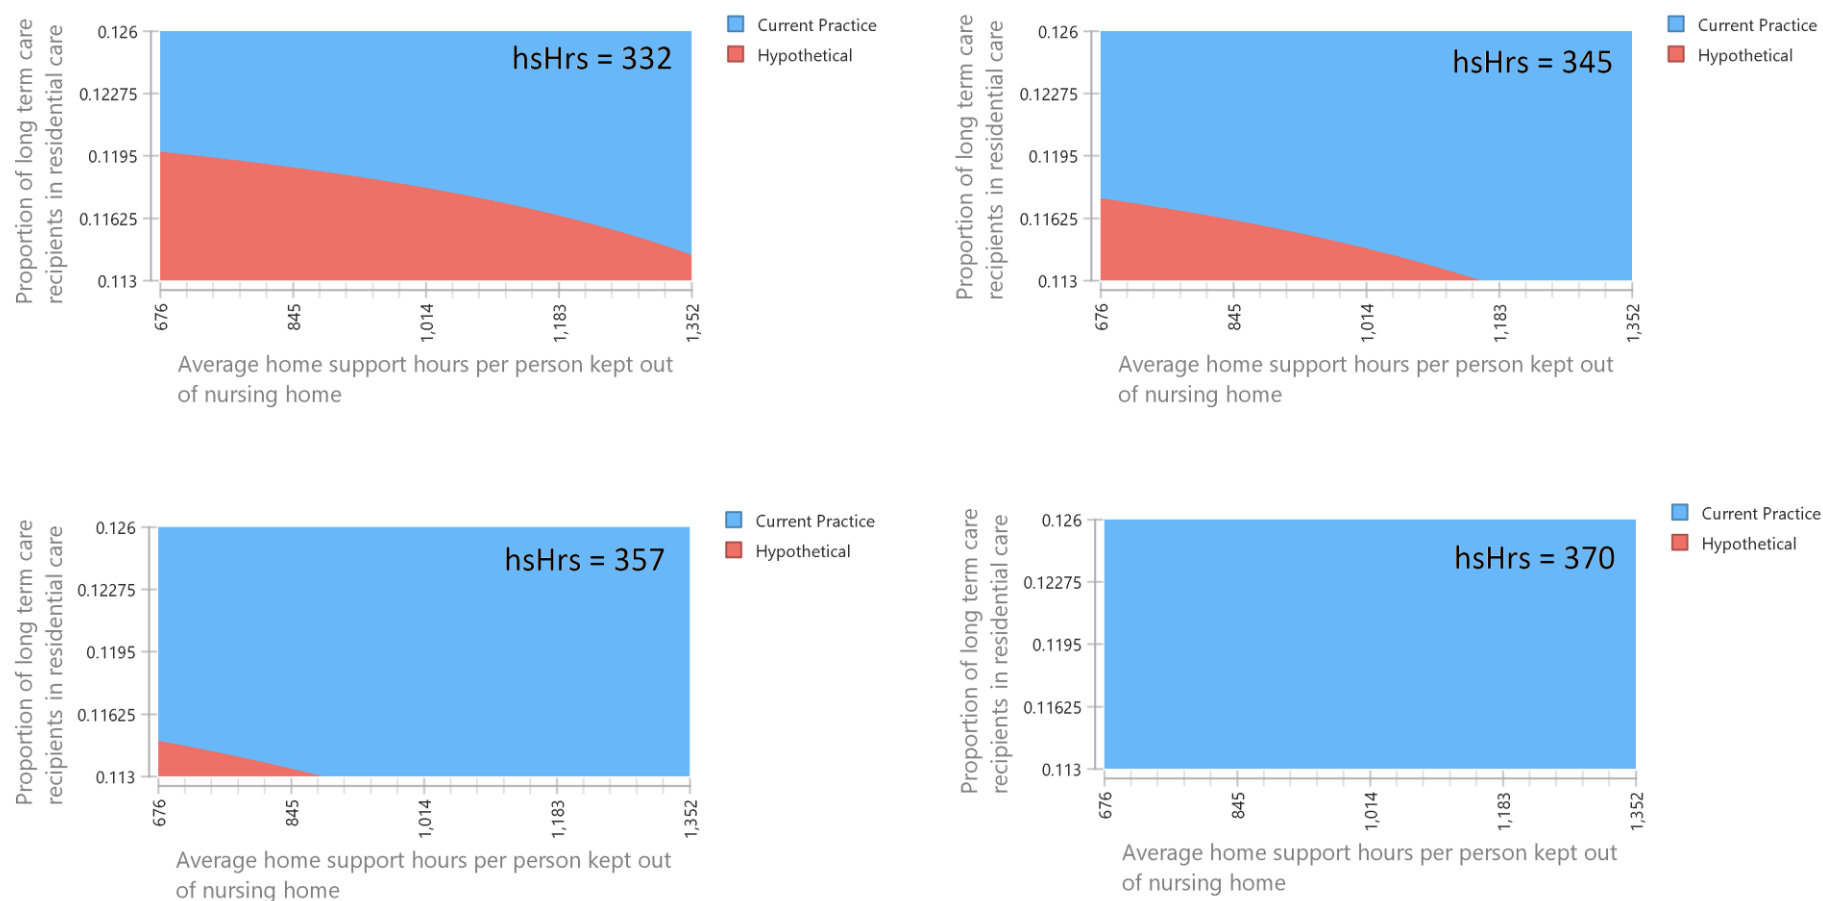 Proportion of long term care
recipients in residential care
0.126
0.12275
0.1195
0.11625
0.113
hsHrs = 332
Current Practice
Hypothetical
676
845
1,014
1,183
1,352
Average home support hours per person kept out
of nursing home
Proportion of long term care
recipients in residential care
0.126
0.12275
0.1195
0.11625
0.113
hsHrs = 345
Current Practice
Hypothetical
676
845
1,014
1,183
1,352
Average home support hours per person kept out
of nursing home
Proportion of long term care
recipients in residential care
0.126
0.12275
0.1195
0.11625
0.113
hsHrs = 357
Current Practice
Hypothetical
676
845
1,014
1,183
1,352
Average home support hours per person kept out
of nursing home
Proportion of long term care
recipients in residential care
0.126
0.12275
0.1195
0.11625
0.113
hsHrs = 370
Current Practice
Hypothetical
676
845
1,014
1,183
1,352
Average home support hours per person kept out
of nursing home